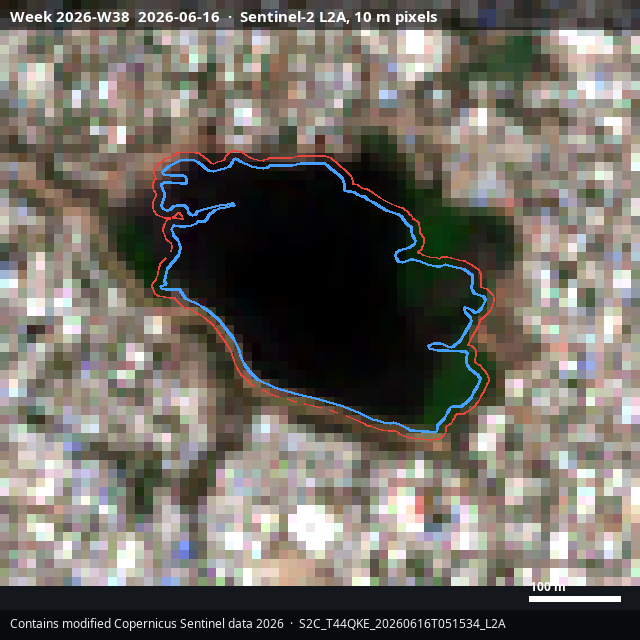 Week 2026-W38  2026-06-16  ·  Sentinel-2 L2A, 10 m pixels
100 m
Contains modified Copernicus Sentinel data 2026  ·  S2C_T44QKE_20260616T051534_L2A